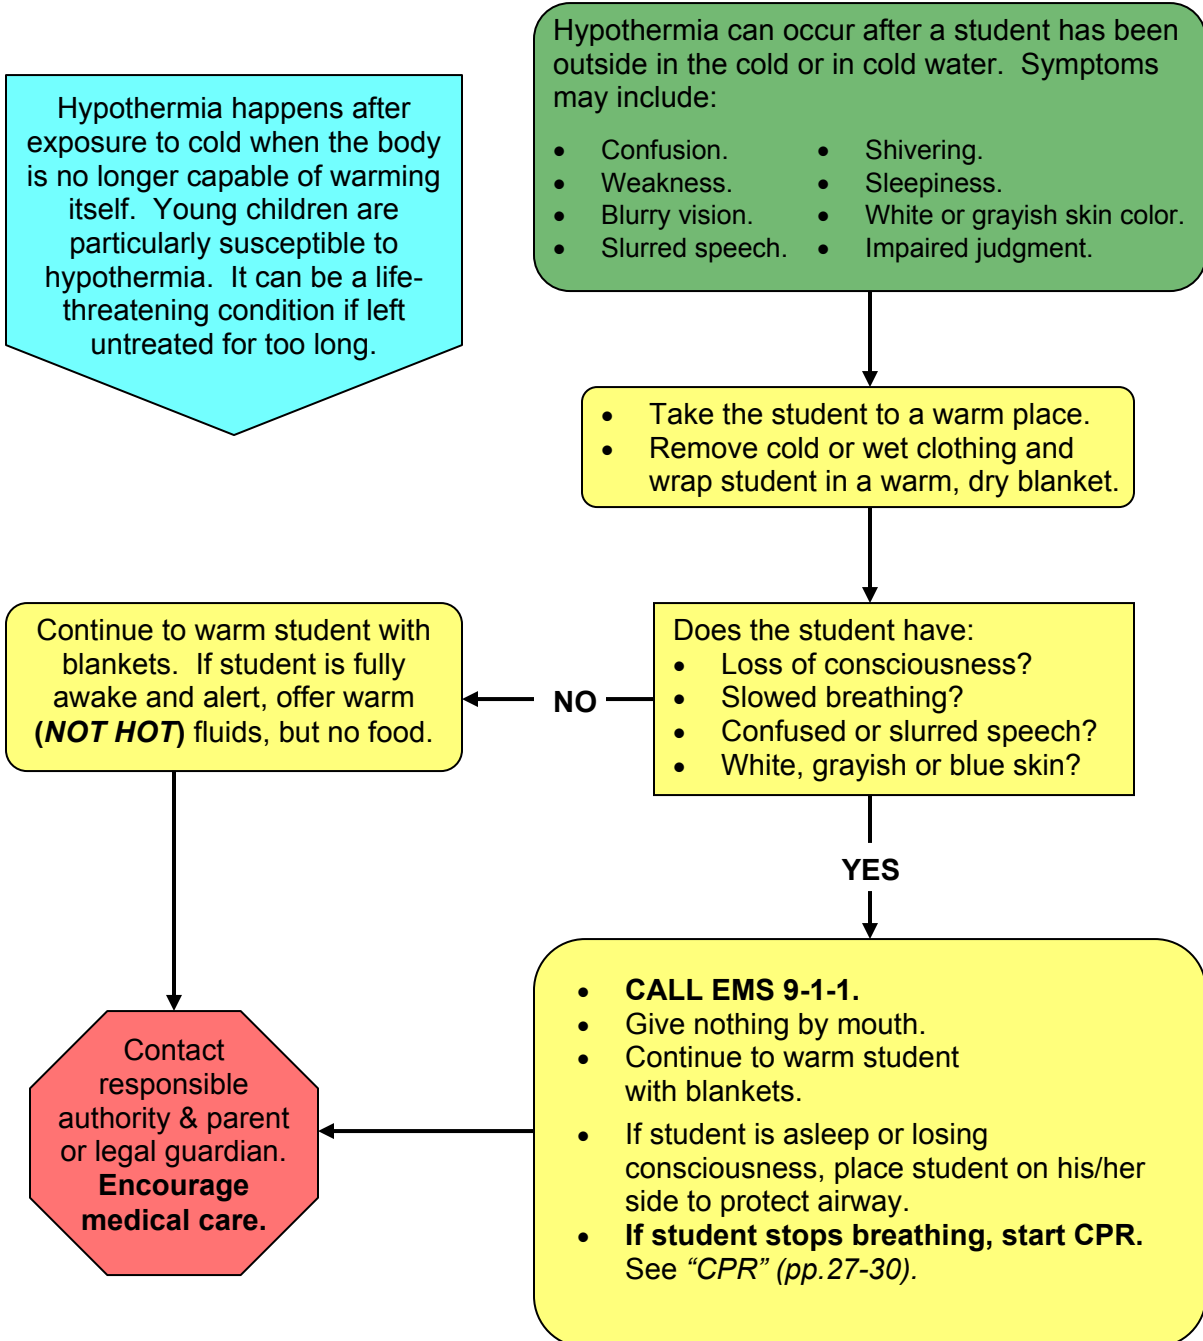 Hypothermia happens after
exposure to cold when the body
is no longer capable of warming
itself.  Young children are
particularly susceptible to
hypothermia.  It can be a life-
threatening condition if left
untreated for too long.
Hypothermia can occur after a student has been
outside in the cold or in cold water.  Symptoms
may include:
• Confusion.
• Weakness.
• Blurry vision.
• Slurred speech.
• Shivering.
• Sleepiness.
• White or grayish skin color.
• Impaired judgment.
• Take the student to a warm place.
• Remove cold or wet clothing and
wrap student in a warm, dry blanket.
Does the student have:
• Loss of consciousness?
• Slowed breathing?
• Confused or slurred speech?
• White, grayish or blue skin?
NO
Continue to warm student with
blankets.  If student is fully
awake and alert, offer warm
(NOT HOT) fluids, but no food.
YES
• CALL EMS 9-1-1.
• Give nothing by mouth.
• Continue to warm student
with blankets.
• If student is asleep or losing
consciousness, place student on his/her
side to protect airway.
• If student stops breathing, start CPR.
See “CPR” (pp.27-30).
Contact
responsible
authority & parent
or legal guardian.
Encourage
medical care.